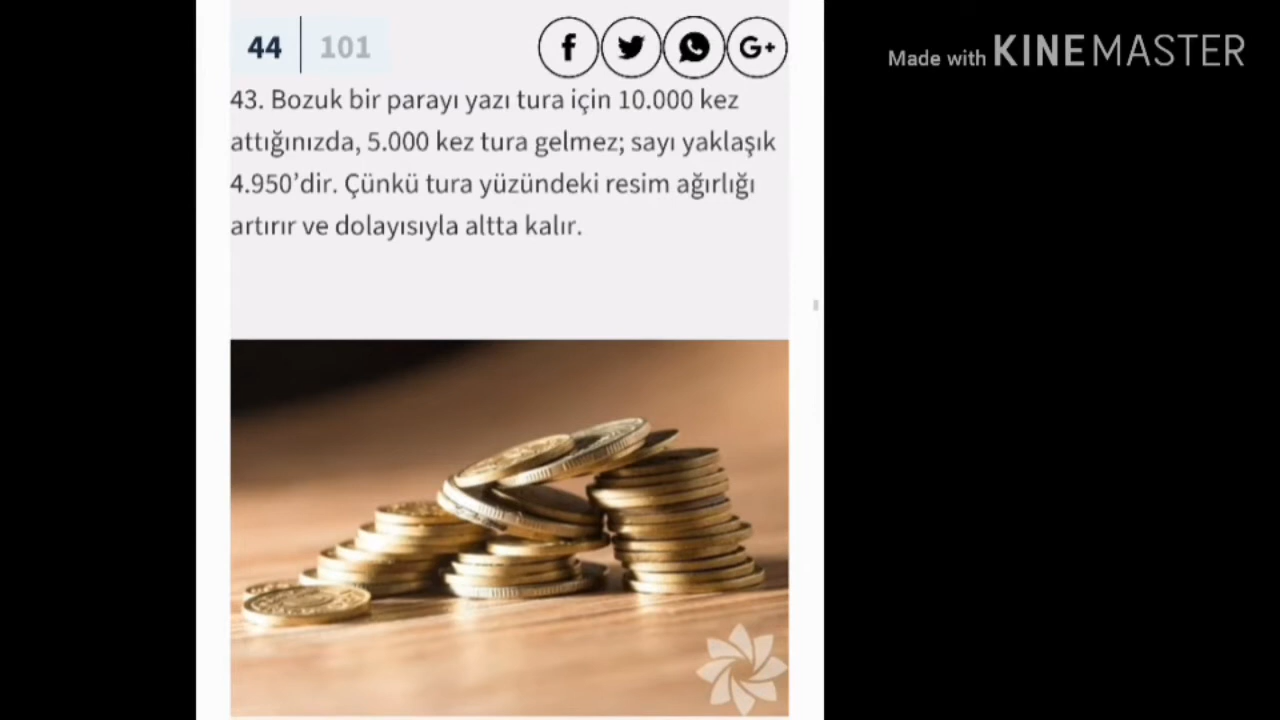 44
101
G+
Made with KINEMASTER
43. Bozuk bir parayı yazı tura için 10.000 kez
attığınızda, 5.000 kez tura gelmez; sayı yaklaşık
4.950’dir. Çünkü tura yüzündeki resim ağırlığı
artırır ve dolayısıyla altta kalır.